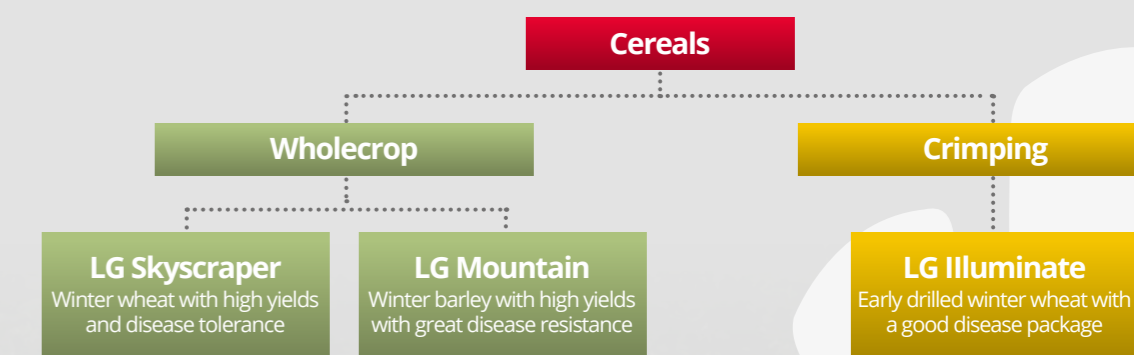 Cereals
Wholecrop
Crimping
LG Skyscraper
Winter wheat with high yields
and disease tolerance
LG Mountain
Winter barley with high yields
with great disease resistance
LG Illuminate
Early drilled winter wheat with
a good disease package